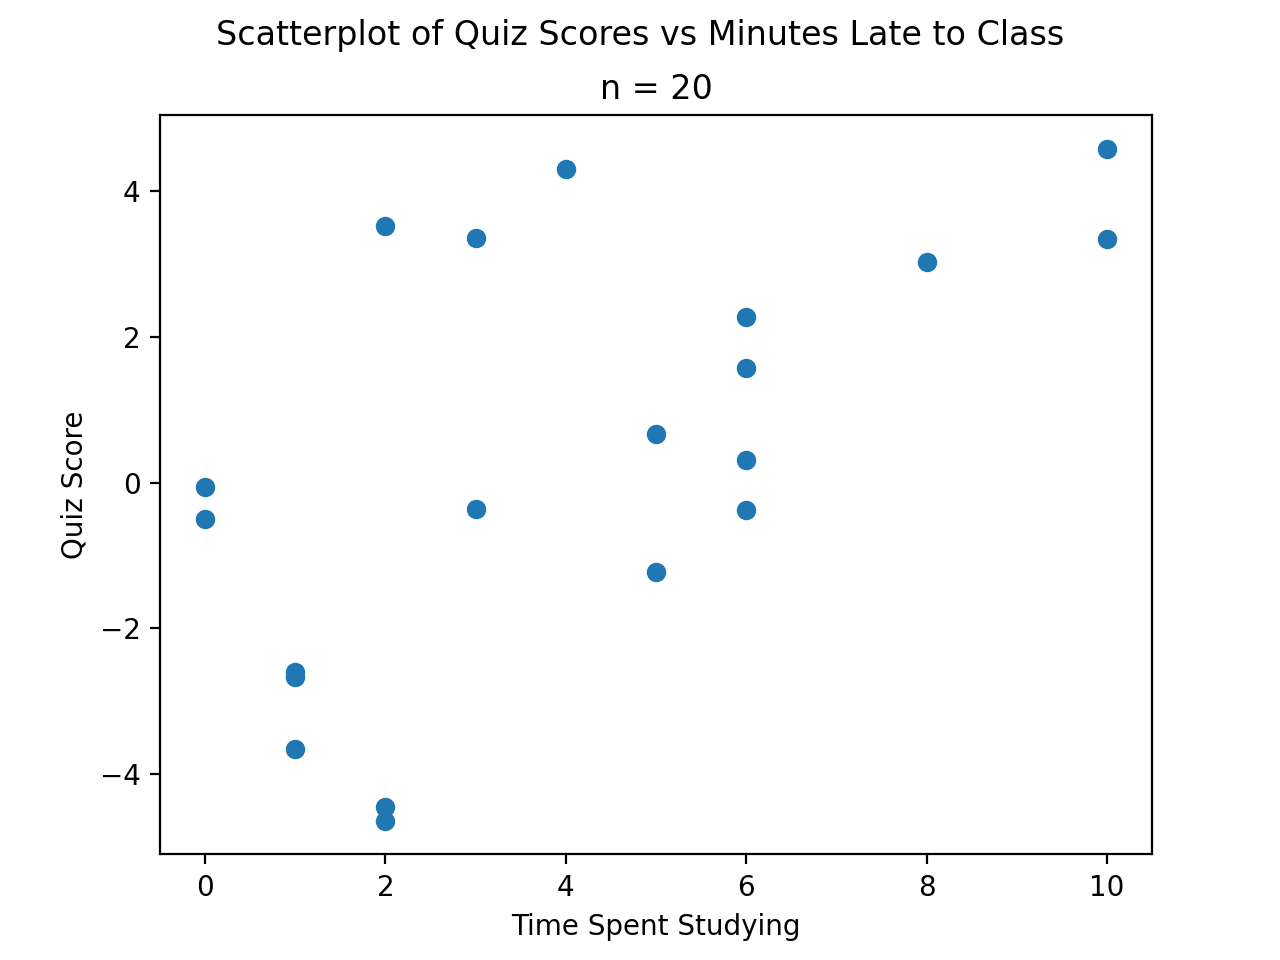 Scatterplot of Quiz Scores vs Minutes Late to Class
n = 20
4
2
0
−2
−4
Quiz Score
0 2 4 6 8 10
Time Spent Studying